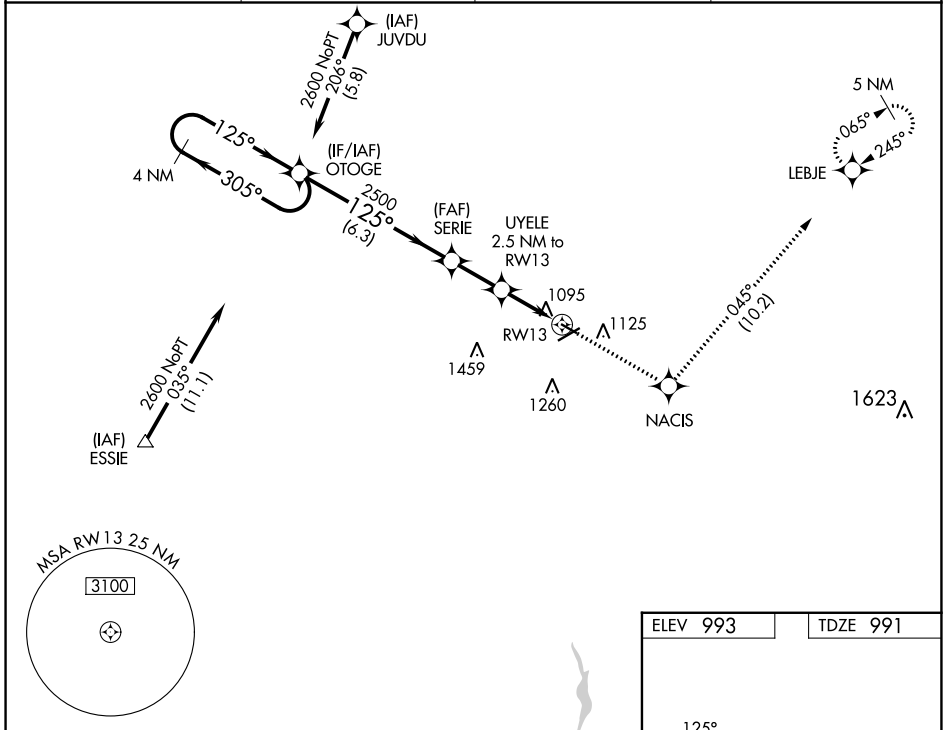 (IAF)
JUVDU
2600 NoPT
206°
(5.8)
5 NM
065°
245°
LEBJE
125°
4 NM
305°
(IF/IAF)
OTOGE
2500
125°
(6.3)
(FAF)
SERIE
UYELE
2.5 NM to
RW13
1095
RW13
1125
1459
1260
045°
(10.2)
NACIS
1623
2600 NoPT
035°
(11.1)
(IAF)
ESSIE
MSA RW13 25 NM
3100
ELEV 993
TDZE 991
125°